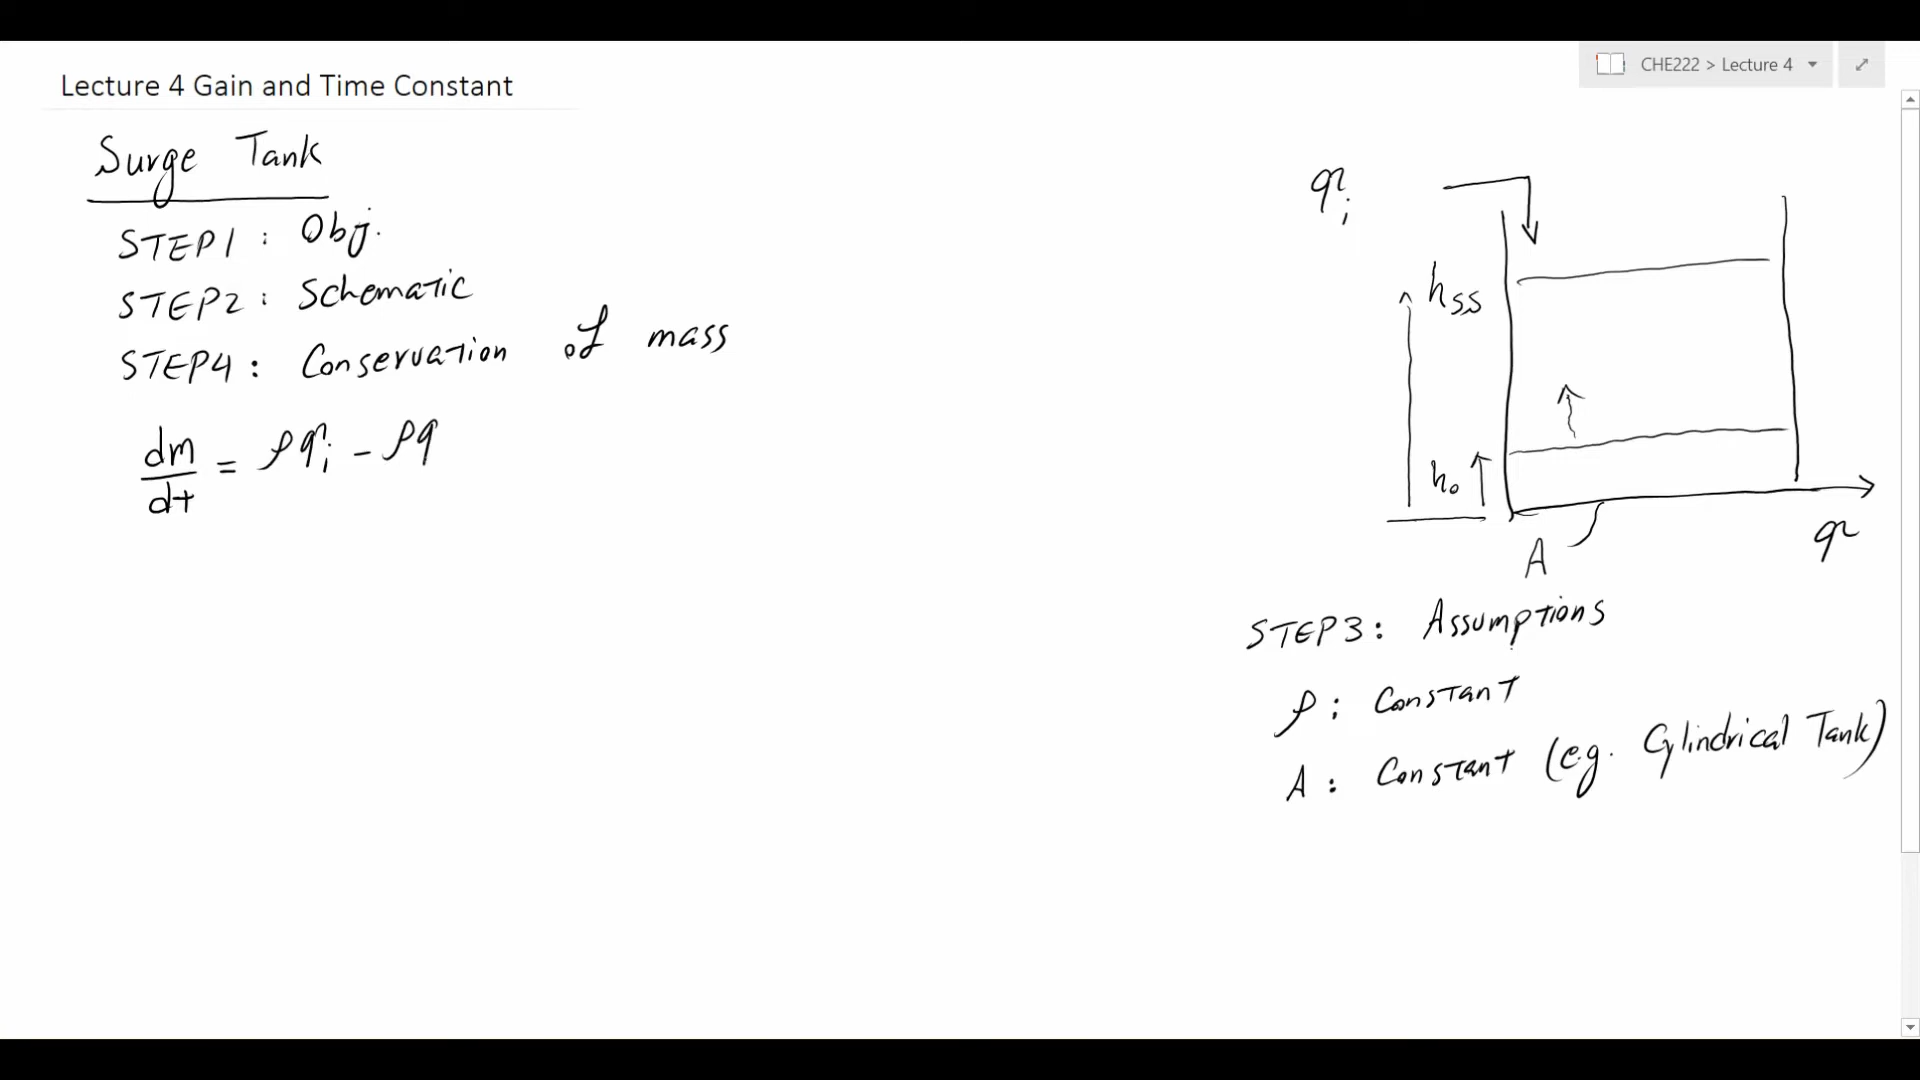 Lecture 4 Gain and Time Constant
CHE222 > Lecture 4
Surge Tank
STEP1 : Obj.
STEP2 : Schematic
STEP4 : Conservation of mass
dm/dt = ρqᵢ - ρq
qᵢ
hss
h₀
A
q
STEP3 : Assumptions
ρ : Constant
A : Constant (e.g. Cylindrical Tank)